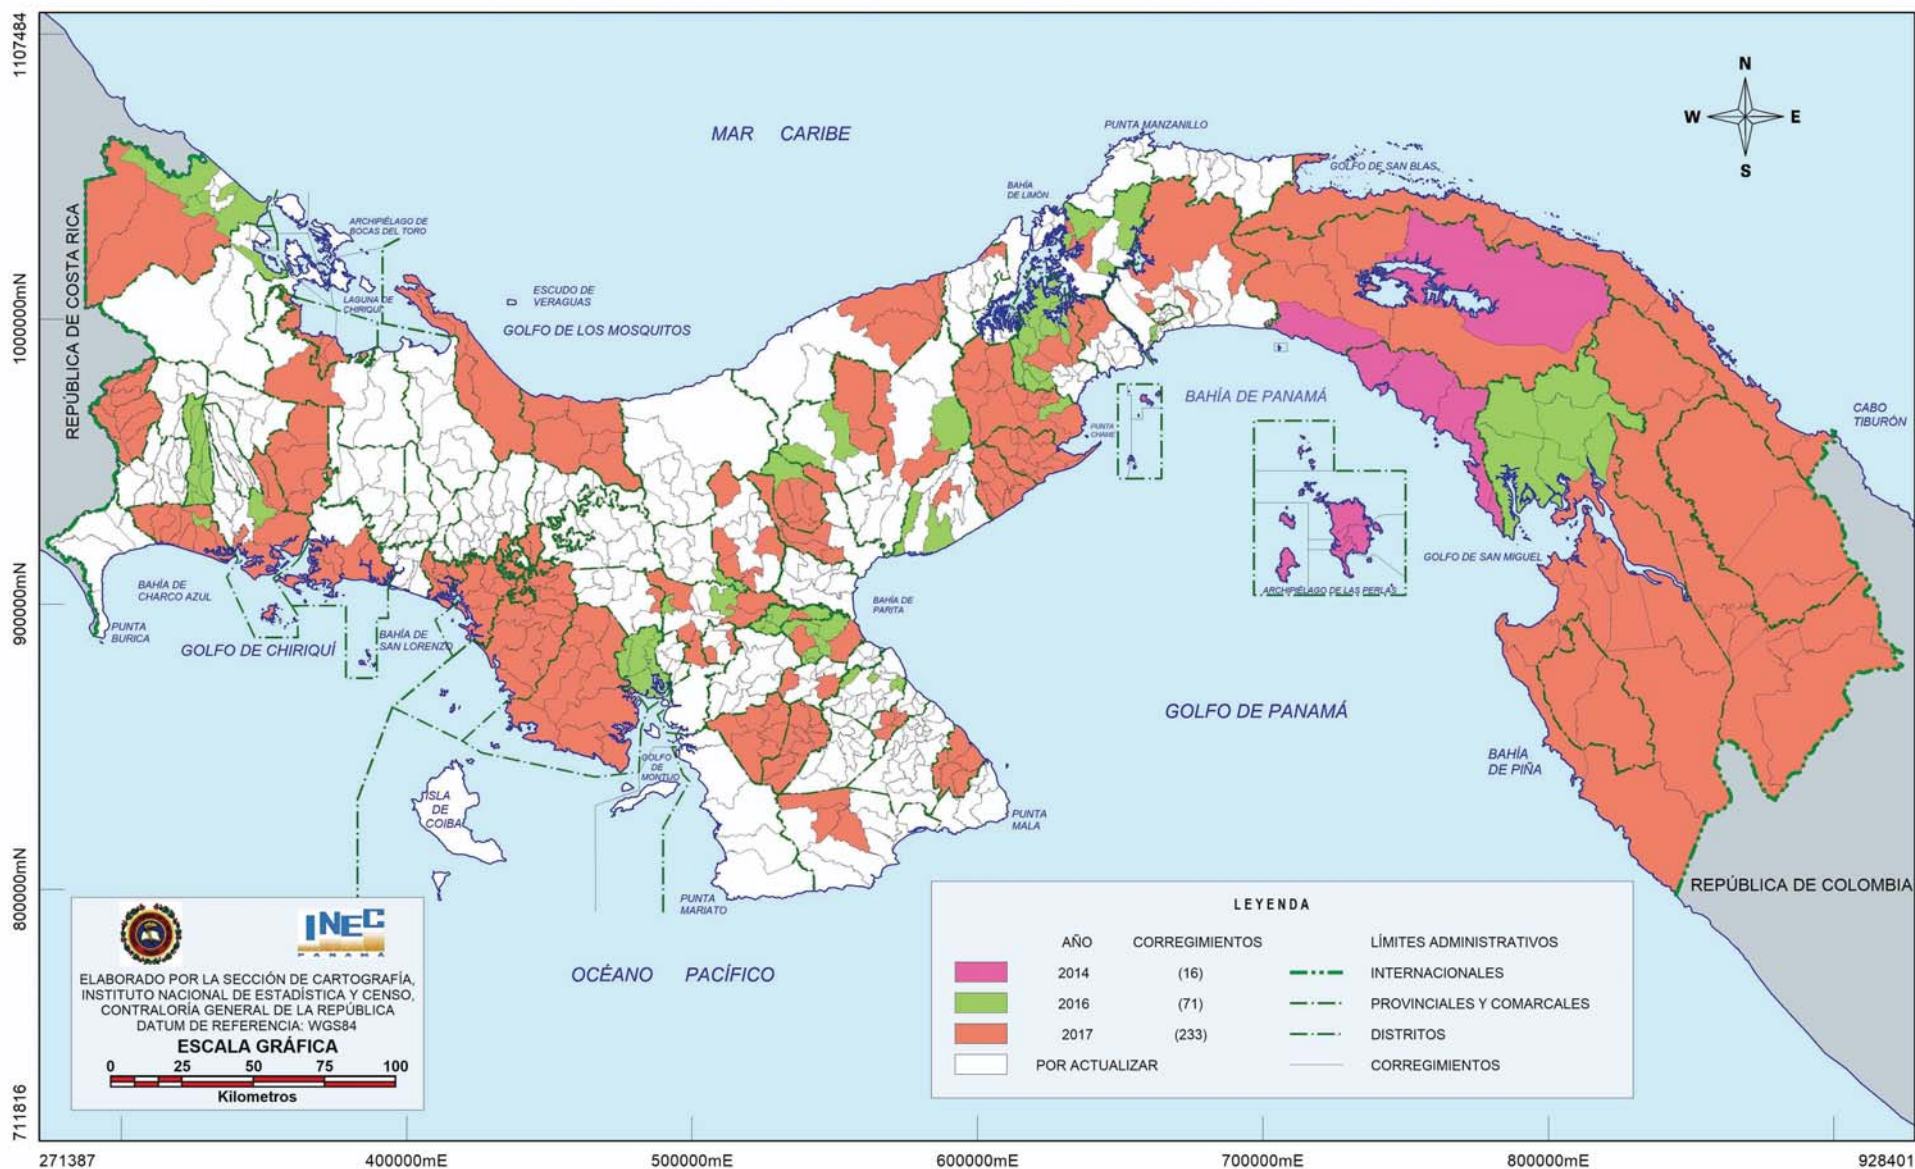 1107484
1000000mN
900000mN
800000mN
711816
271387
400000mE
500000mE
600000mE
700000mE
800000mE
928401
N
W
E
S
MAR CARIBE
PUNTA MANZANILLO
GOLFO DE SAN BLAS
BAHÍA
DE LIMÓN
REPÚBLICA DE COSTA RICA
ARCHIPIÉLAGO DE
BOCAS DEL TORO
LAGUNA DE
CHIRIQUÍ
ESCUDO DE
VERAGUAS
GOLFO DE LOS MOSQUITOS
BAHÍA DE PANAMÁ
PUNTA
CHAME
CABO
TIBURÓN
GOLFO DE SAN MIGUEL
ARCHIPIÉLAGO DE LAS PERLAS
BAHÍA DE
CHARCO AZUL
PUNTA
BURICA
GOLFO DE CHIRIQUÍ
BAHÍA DE
SAN LORENZO
BAHÍA DE
PARITA
GOLFO DE PANAMÁ
BAHÍA
DE PIÑA
GOLFO
DE
MONTIJO
ISLA
DE
COIBA
PUNTA
MALA
PUNTA
MARIATO
REPÚBLICA DE COLOMBIA
OCÉANO PACÍFICO
INEC
PANAMÁ
ELABORADO POR LA SECCIÓN DE CARTOGRAFÍA,
INSTITUTO NACIONAL DE ESTADÍSTICA Y CENSO,
CONTRALORÍA GENERAL DE LA REPÚBLICA
DATUM DE REFERENCIA: WGS84
ESCALA GRÁFICA
0 25 50 75 100
Kilometros
LEYENDA
AÑO CORREGIMIENTOS LÍMITES ADMINISTRATIVOS
2014 (16) INTERNACIONALES
2016 (71) PROVINCIALES Y COMARCALES
2017 (233) DISTRITOS
POR ACTUALIZAR CORREGIMIENTOS